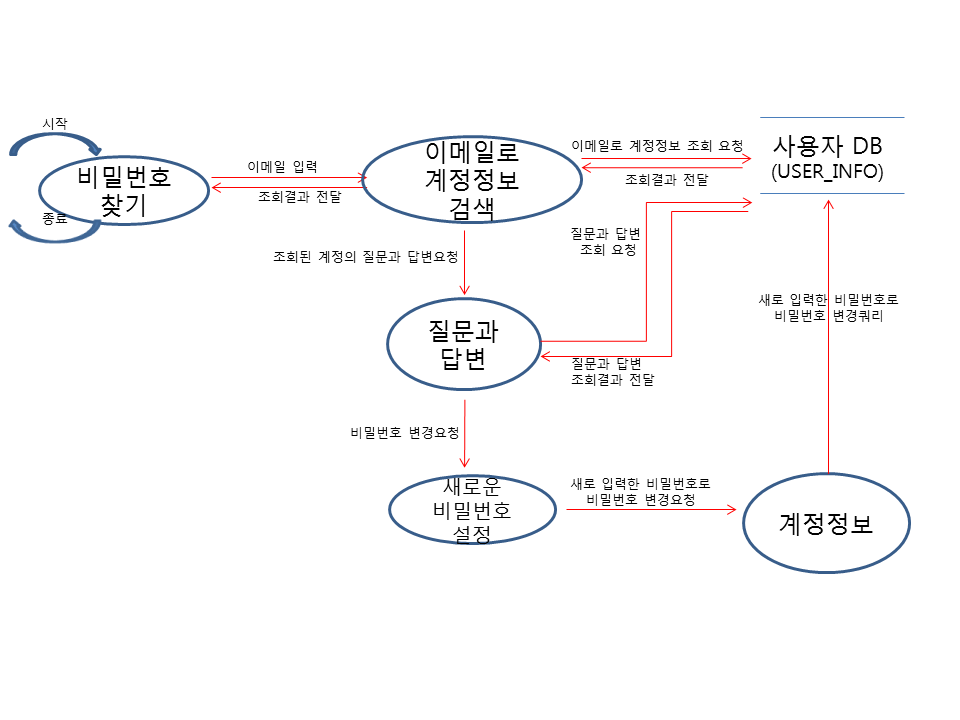 시작
비밀번호
찾기
종료
이메일 입력
조회결과 전달
이메일로
계정정보
검색
이메일로 계정정보 조회 요청
조회결과 전달
사용자 DB
(USER_INFO)
조회된 계정의 질문과 답변요청
질문과 답변
조회 요청
질문과
답변
질문과 답변
조회결과 전달
새로 입력한 비밀번호로
비밀번호 변경쿼리
비밀번호 변경요청
새로운
비밀번호
설정
새로 입력한 비밀번호로
비밀번호 변경요청
계정정보